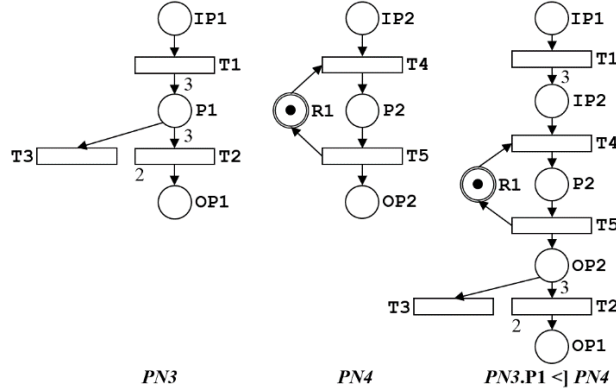 IP1
T1
3
P1
3
T3
T2
2
OP1
PN3
IP2
T4
R1
P2
T5
OP2
PN4
IP1
T1
3
IP2
T4
R1
P2
T5
OP2
3
T3
T2
2
OP1
PN3.P1 <] PN4